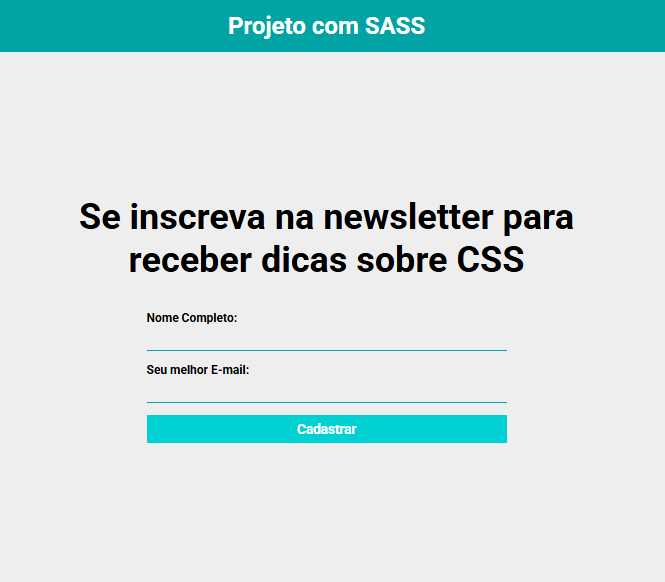 Projeto com SASS
Se inscreva na newsletter para
receber dicas sobre CSS
Nome Completo:
Seu melhor E-mail:
Cadastrar